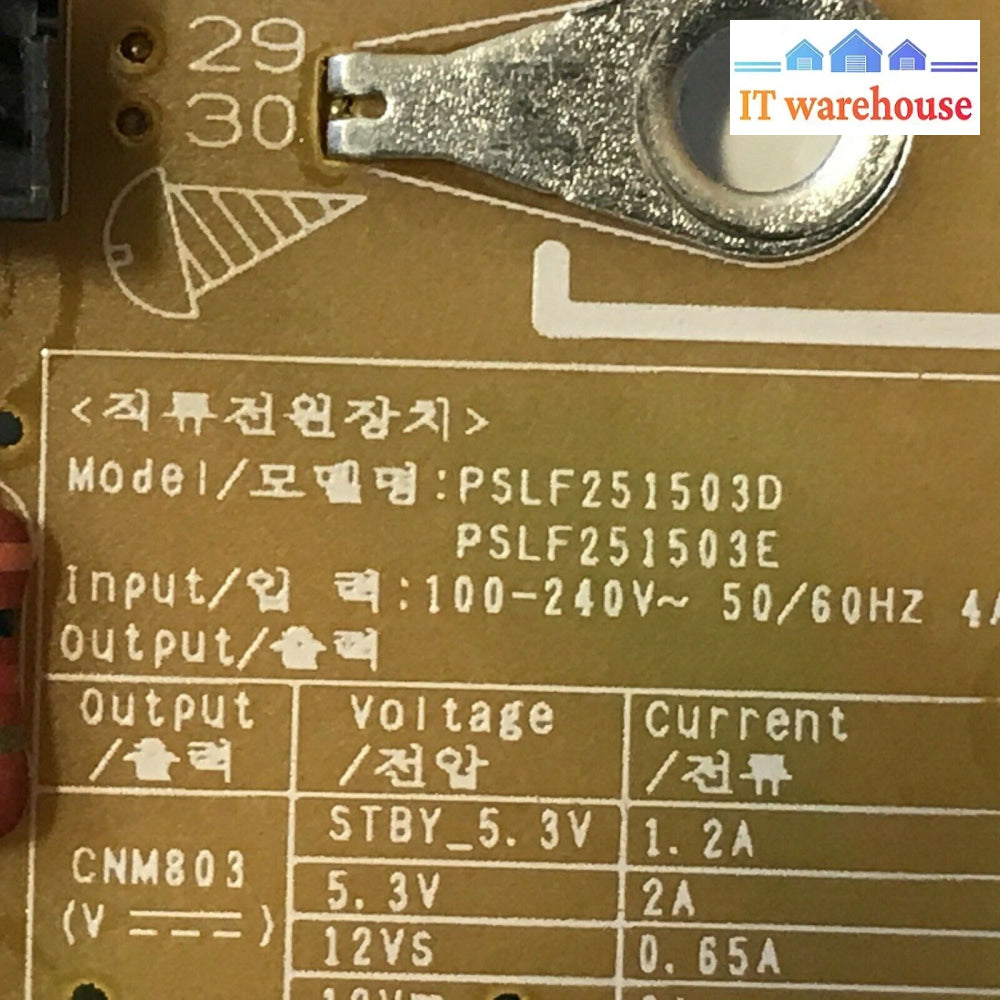 IT warehouse
29
30
<직류전원장치>
Model/모델명:PSLF251503D
PSLF251503E
Input/입 력:100-240V~ 50/60HZ 4
Output/출력
Output Voltage Current
/출력 /전압 /전류
CNM803
(V ⎓)
STBY_5.3V 1.2A
5.3V 2A
12VS 0.65A